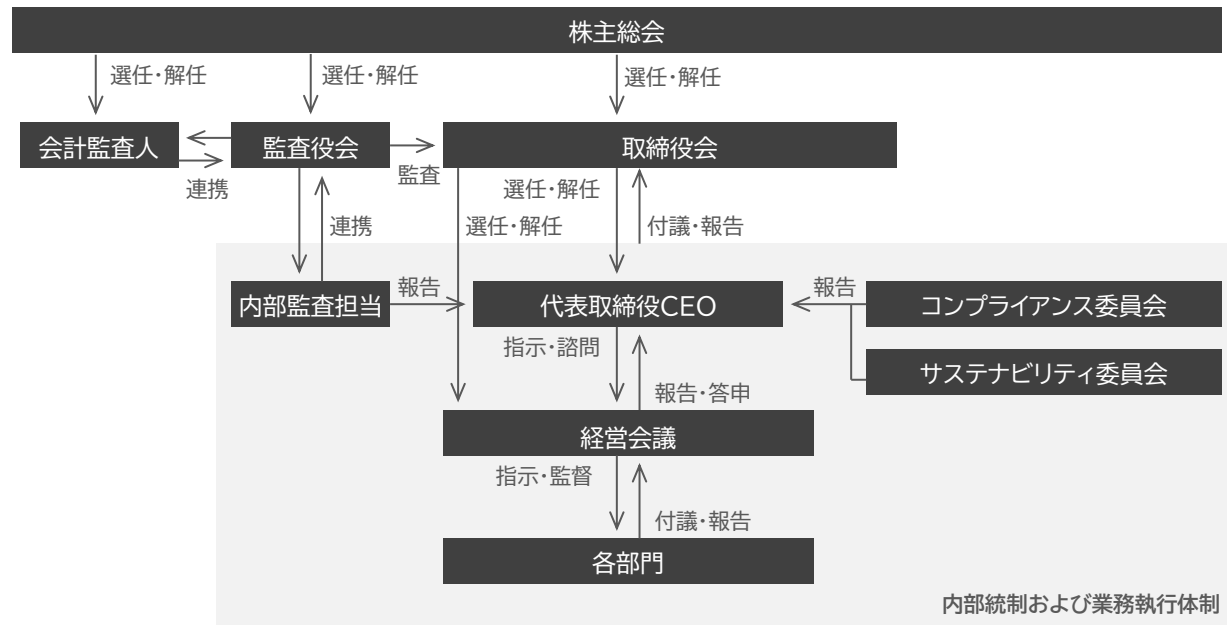 株主総会
選任・解任
選任・解任
選任・解任
会計監査人
監査役会
取締役会
連携
監査
選任・解任
連携
選任・解任
付議・報告
内部監査担当
報告
代表取締役CEO
報告
コンプライアンス委員会
指示・諮問
サステナビリティ委員会
報告・答申
経営会議
指示・監督
付議・報告
各部門
内部統制および業務執行体制